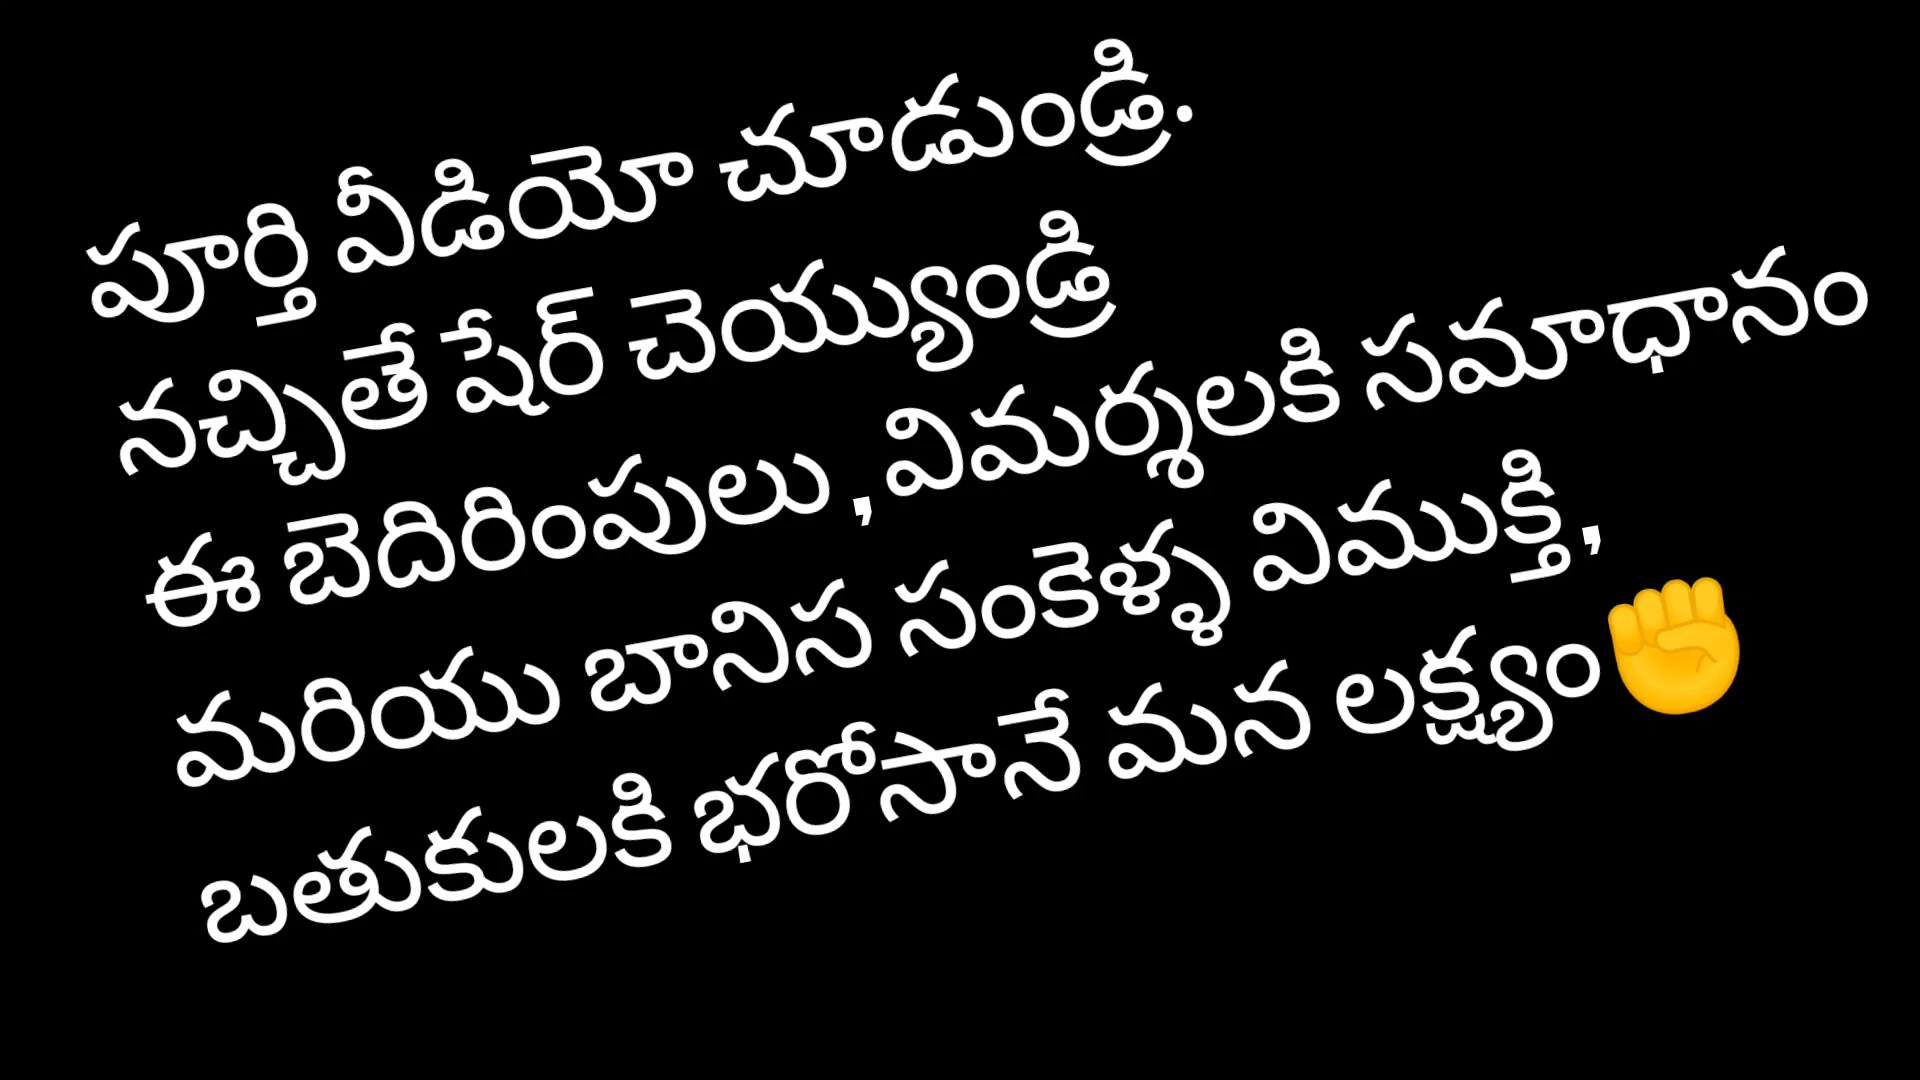 పూర్తి వీడియో చూడుండ్రి.
నచ్చితే షేర్ చెయ్యుండ్రి
ఈ బెదిరింపులు ,విమర్శలకి సమాధానం
మరియు బానిస సంకెళ్ళ విముక్తి,
బతుకులకి భరోసానే మన లక్ష్యం✊